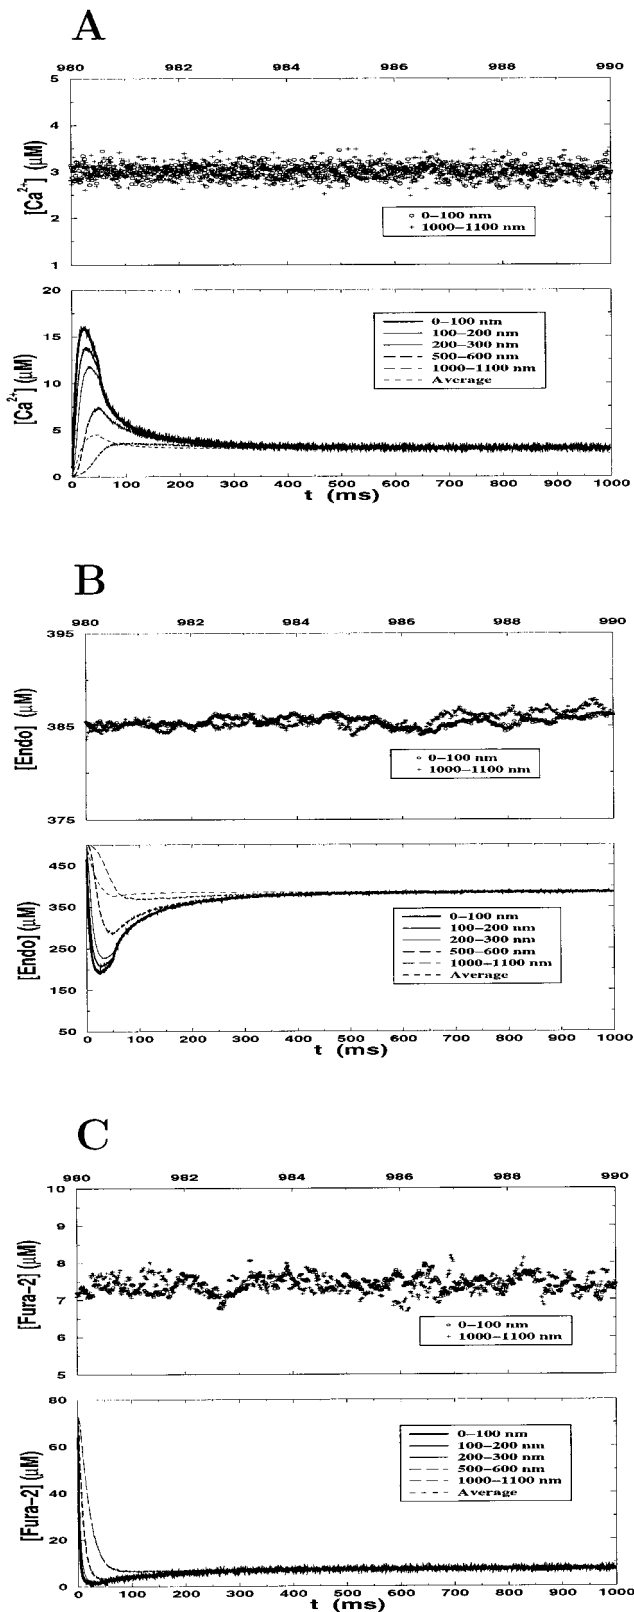 A
980 982 984 986 988 990
5
4
3
2
1
[Ca2+] (μM)
0–100 nm
1000–1100 nm
20
15
10
5
0
[Ca2+] (μM)
0–100 nm
100–200 nm
200–300 nm
500–600 nm
1000–1100 nm
Average
0 100 200 300 400 500 600 700 800 900 1000
t (ms)
B
980 982 984 986 988 990
395
385
375
[Endo] (μM)
0–100 nm
1000–1100 nm
450
350
250
150
50
[Endo] (μM)
0–100 nm
100–200 nm
200–300 nm
500–600 nm
1000–1100 nm
Average
0 100 200 300 400 500 600 700 800 900 1000
t (ms)
C
980 982 984 986 988 990
10
9
8
7
6
5
[Fura-2] (μM)
0–100 nm
1000–1100 nm
80
60
40
20
0
[Fura-2] (μM)
0–100 nm
100–200 nm
200–300 nm
500–600 nm
1000–1100 nm
Average
0 100 200 300 400 500 600 700 800 900 1000
t (ms)